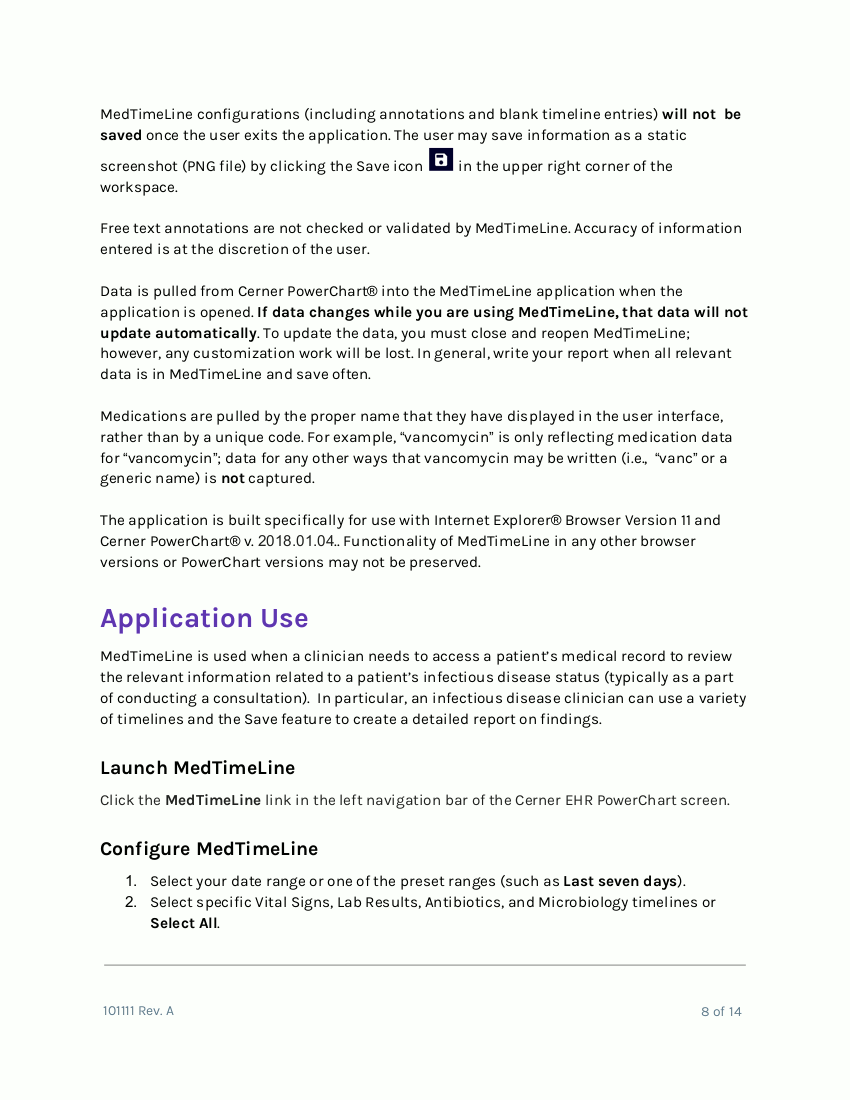 MedTimeLine configurations (including annotations and blank timeline entries) will not  be
saved once the user exits the application. The user may save information as a static
screenshot (PNG file) by clicking the Save icon in the upper right corner of the
workspace.
Free text annotations are not checked or validated by MedTimeLine. Accuracy of information
entered is at the discretion of the user.
Data is pulled from Cerner PowerChart® into the MedTimeLine application when the
application is opened. If data changes while you are using MedTimeLine, that data will not
update automatically. To update the data, you must close and reopen MedTimeLine;
however, any customization work will be lost. In general, write your report when all relevant
data is in MedTimeLine and save often.
Medications are pulled by the proper name that they have displayed in the user interface,
rather than by a unique code. For example, “vancomycin” is only reflecting medication data
for “vancomycin”; data for any other ways that vancomycin may be written (i.e.,  “vanc” or a
generic name) is not captured.
The application is built specifically for use with Internet Explorer® Browser Version 11 and
Cerner PowerChart® v. 2018.01.04.. Functionality of MedTimeLine in any other browser
versions or PowerChart versions may not be preserved.
Application Use
MedTimeLine is used when a clinician needs to access a patient’s medical record to review
the relevant information related to a patient’s infectious disease status (typically as a part
of conducting a consultation).  In particular, an infectious disease clinician can use a variety
of timelines and the Save feature to create a detailed report on findings.
Launch MedTimeLine
Click the MedTimeLine link in the left navigation bar of the Cerner EHR PowerChart screen.
Configure MedTimeLine
1. Select your date range or one of the preset ranges (such as Last seven days).
2. Select specific Vital Signs, Lab Results, Antibiotics, and Microbiology timelines or
Select All.
101111 Rev. A
8 of 14